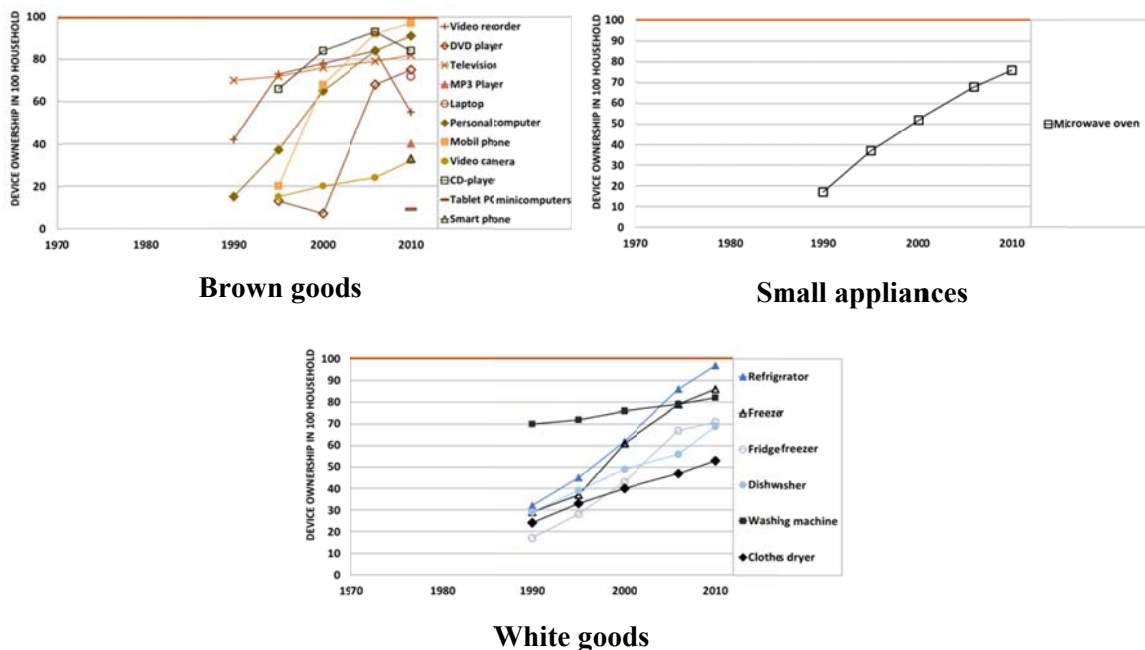 DEVICE OWNERSHIP IN 100 HOUSEHOLD
100
80
60
40
20
0
1970 1980 1990 2000 2010
Video recorder
DVD player
Television
MP3 Player
Laptop
Personal computer
Mobil phone
Video camera
CD-player
Tablet PC minicomputers
Smart phone
Brown goods
DEVICE OWNERSHIP IN 100 HOUSEHOLD
100
90
80
70
60
50
40
30
20
10
0
1970 1980 1990 2000 2010
Microwave oven
Small appliances
DEVICE OWNERSHIP IN 100 HOUSEHOLD
100
90
80
70
60
50
40
30
20
10
0
1970 1980 1990 2000 2010
Refrigirator
Freezer
Fridge freezer
Dishwisher
Washing machine
Clothes dryer
White goods